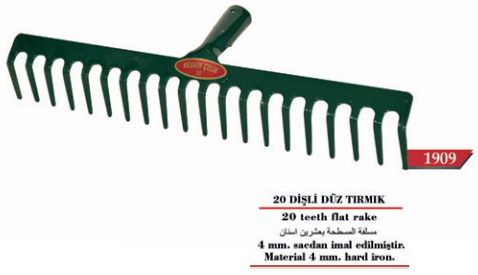 1909
20 DİŞLİ DÜZ TIRMIK
20 teeth flat rake
مسلفة المسطحة بعشرين اسنان
4 mm. sacdan imal edilmiştir.
Material 4 mm. hard iron.